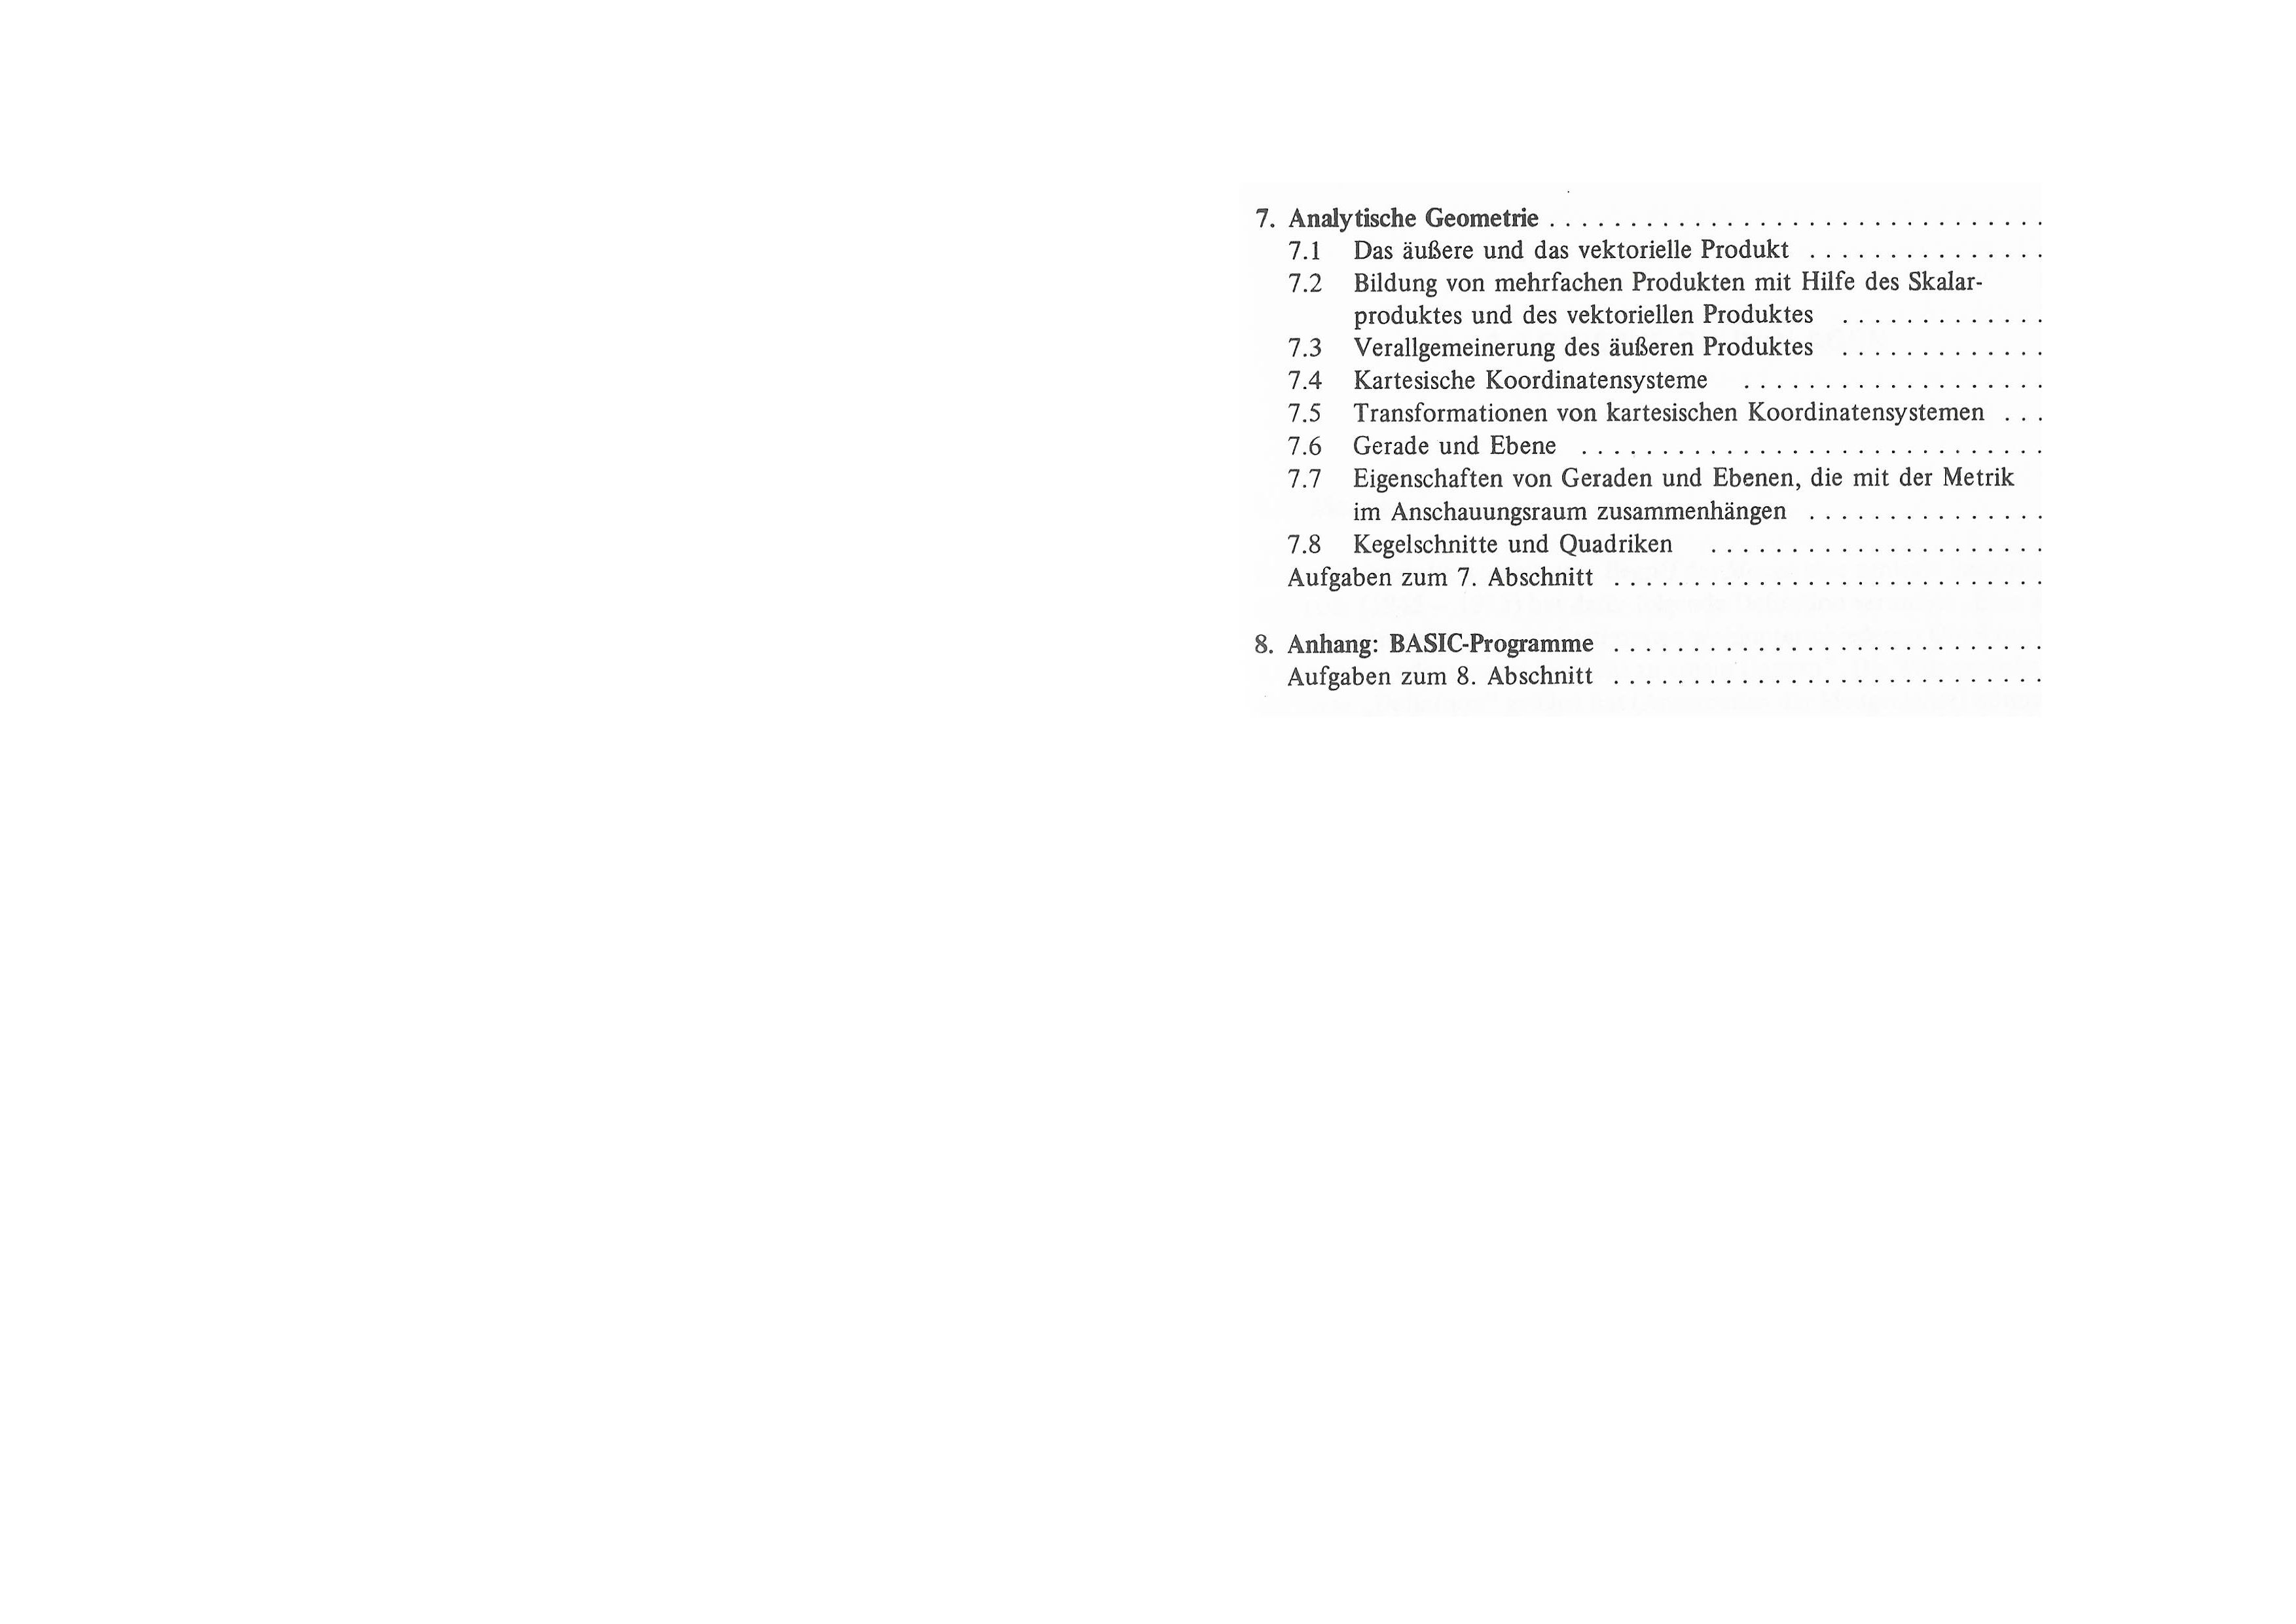 7. Analytische Geometrie . . . . . . . . . . . . . . . . . . . . . . . . . . . . . . .
7.1 Das äußere und das vektorielle Produkt . . . . . . . . . . . . . . .
7.2 Bildung von mehrfachen Produkten mit Hilfe des Skalar-
produktes und des vektoriellen Produktes . . . . . . . . . . . . .
7.3 Verallgemeinerung des äußeren Produktes . . . . . . . . . . . . .
7.4 Kartesische Koordinatensysteme . . . . . . . . . . . . . . . . . . .
7.5 Transformationen von kartesischen Koordinatensystemen . . .
7.6 Gerade und Ebene . . . . . . . . . . . . . . . . . . . . . . . . . . . . .
7.7 Eigenschaften von Geraden und Ebenen, die mit der Metrik
im Anschauungsraum zusammenhängen . . . . . . . . . . . . . . .
7.8 Kegelschnitte und Quadriken . . . . . . . . . . . . . . . . . . . . .
Aufgaben zum 7. Abschnitt . . . . . . . . . . . . . . . . . . . . . . . . . . .
8. Anhang: BASIC-Programme . . . . . . . . . . . . . . . . . . . . . . . . . . .
Aufgaben zum 8. Abschnitt . . . . . . . . . . . . . . . . . . . . . . . . . . .